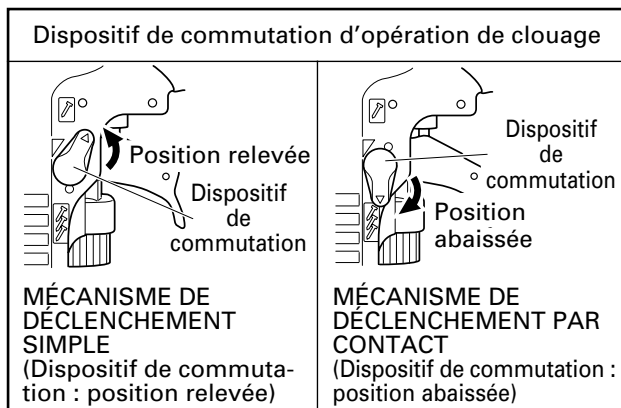 Dispositif de commutation d’opération de clouage
Position relevée
Dispositif
de
commutation
MÉCANISME DE
DÉCLENCHEMENT
SIMPLE
(Dispositif de commuta-
tion : position relevée)
Dispositif
de
commutation
Position
abaissée
MÉCANISME DE
DÉCLENCHEMENT PAR
CONTACT
(Dispositif de commutation :
position abaissée)